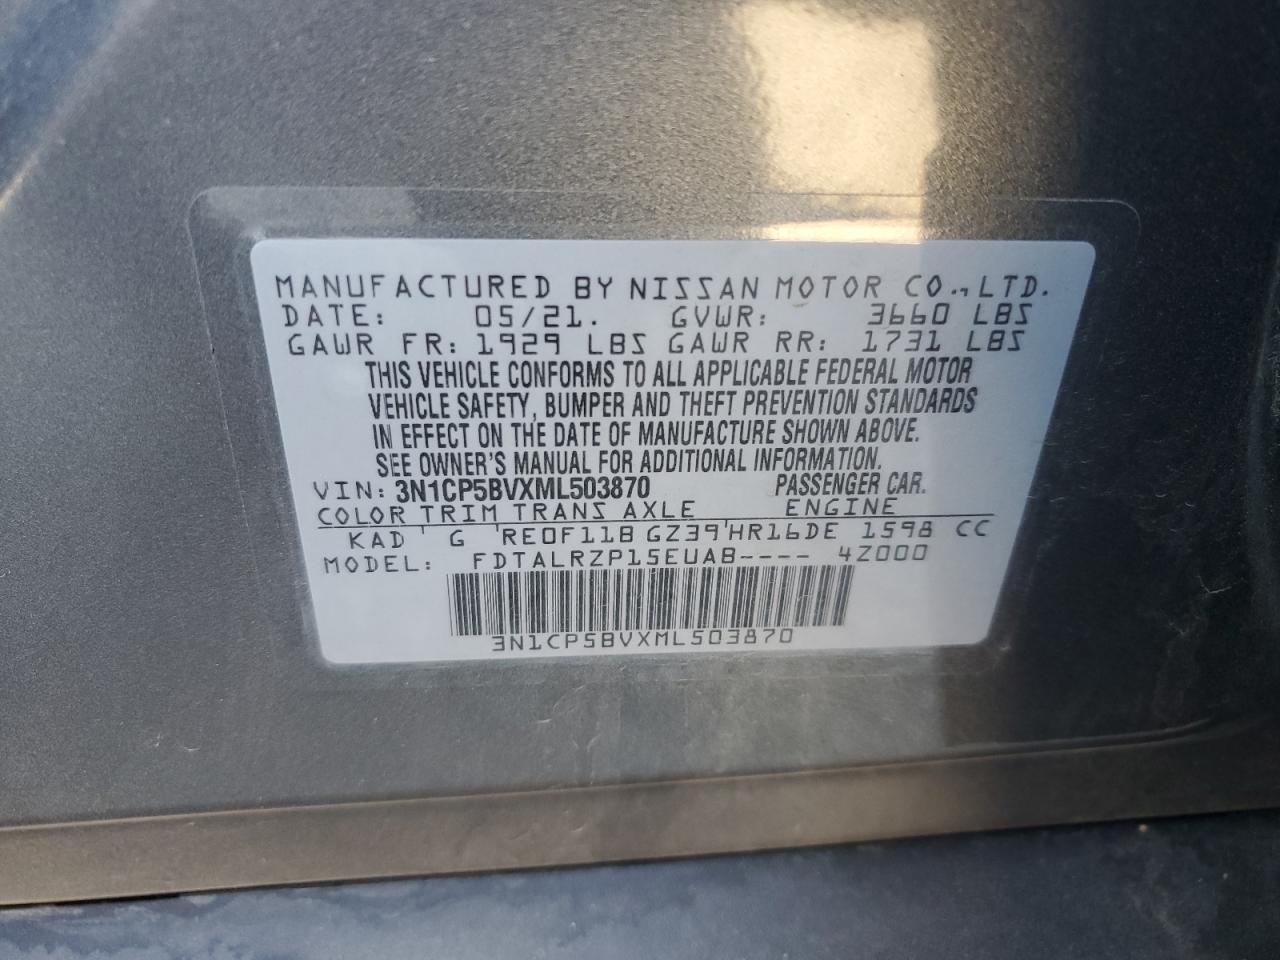 MANUFACTURED BY NISSAN MOTOR CO., LTD.
DATE: 05/21. GVWR: 3660 LBS
GAWR FR: 1929 LBS GAWR RR: 1731 LBS
THIS VEHICLE CONFORMS TO ALL APPLICABLE FEDERAL MOTOR
VEHICLE SAFETY, BUMPER AND THEFT PREVENTION STANDARDS
IN EFFECT ON THE DATE OF MANUFACTURE SHOWN ABOVE.
SEE OWNER'S MANUAL FOR ADDITIONAL INFORMATION.
VIN: 3N1CP5BVXML503870 PASSENGER CAR.
COLOR TRIM TRANS AXLE ENGINE
KAD G RE0F11B GZ39 HR16DE 1598 CC
MODEL: FDTALRZP15EUAB---- 4Z000
3N1CP5BVXML503870